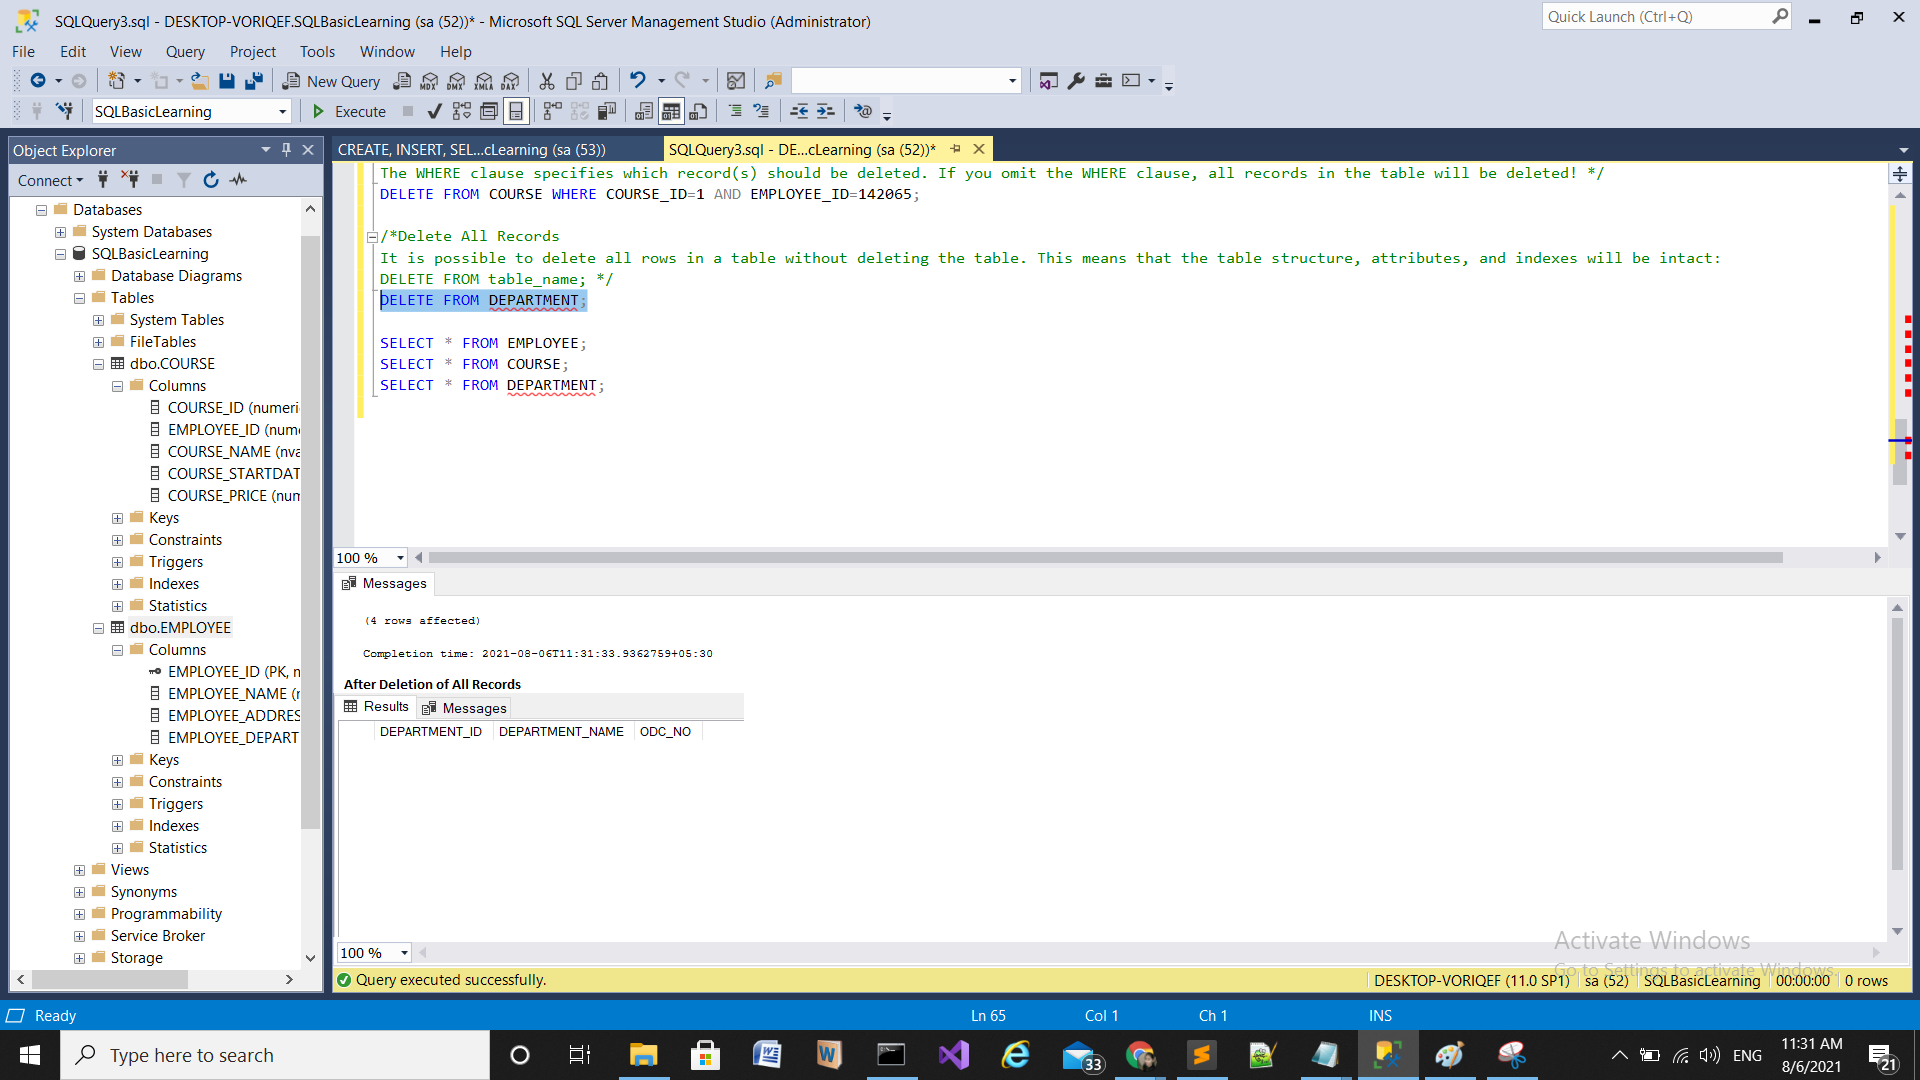 SQLQuery3.sql - DESKTOP-VORIQEF.SQLBasicLearning (sa (52))* - Microsoft SQL Server Management Studio (Administrator)
Quick Launch (Ctrl+Q)
File Edit View Query Project Tools Window Help
New Query
MDX DMX XMLA DAX
SQLBasicLearning
Execute
Object Explorer
CREATE, INSERT, SEL...cLearning (sa (53))
SQLQuery3.sql - DE...cLearning (sa (52))*
Connect
Databases
System Databases
SQLBasicLearning
Database Diagrams
Tables
System Tables
FileTables
dbo.COURSE
Columns
COURSE_ID (numeri
EMPLOYEE_ID (num
COURSE_NAME (nva
COURSE_STARTDAT
COURSE_PRICE (num
Keys
Constraints
Triggers
Indexes
Statistics
dbo.EMPLOYEE
Columns
EMPLOYEE_ID (PK, n
EMPLOYEE_NAME (n
EMPLOYEE_ADDRES
EMPLOYEE_DEPART
Keys
Constraints
Triggers
Indexes
Statistics
Views
Synonyms
Programmability
Service Broker
Storage
The WHERE clause specifies which record(s) should be deleted. If you omit the WHERE clause, all records in the table will be deleted! */
DELETE FROM COURSE WHERE COURSE_ID=1 AND EMPLOYEE_ID=142065;
/*Delete All Records
It is possible to delete all rows in a table without deleting the table. This means that the table structure, attributes, and indexes will be intact:
DELETE FROM table_name; */
DELETE FROM DEPARTMENT;
SELECT * FROM EMPLOYEE;
SELECT * FROM COURSE;
SELECT * FROM DEPARTMENT;
100 %
Messages
(4 rows affected)
Completion time: 2021-08-06T11:31:33.9362759+05:30
After Deletion of All Records
Results Messages
DEPARTMENT_ID DEPARTMENT_NAME ODC_NO
100 %
Activate Windows
Go to Settings to activate Windows.
Query executed successfully.
DESKTOP-VORIQEF (11.0 SP1) sa (52) SQLBasicLearning 00:00:00 0 rows
Ready
Ln 65 Col 1 Ch 1 INS
Type here to search
33
ENG
11:31 AM
8/6/2021
21